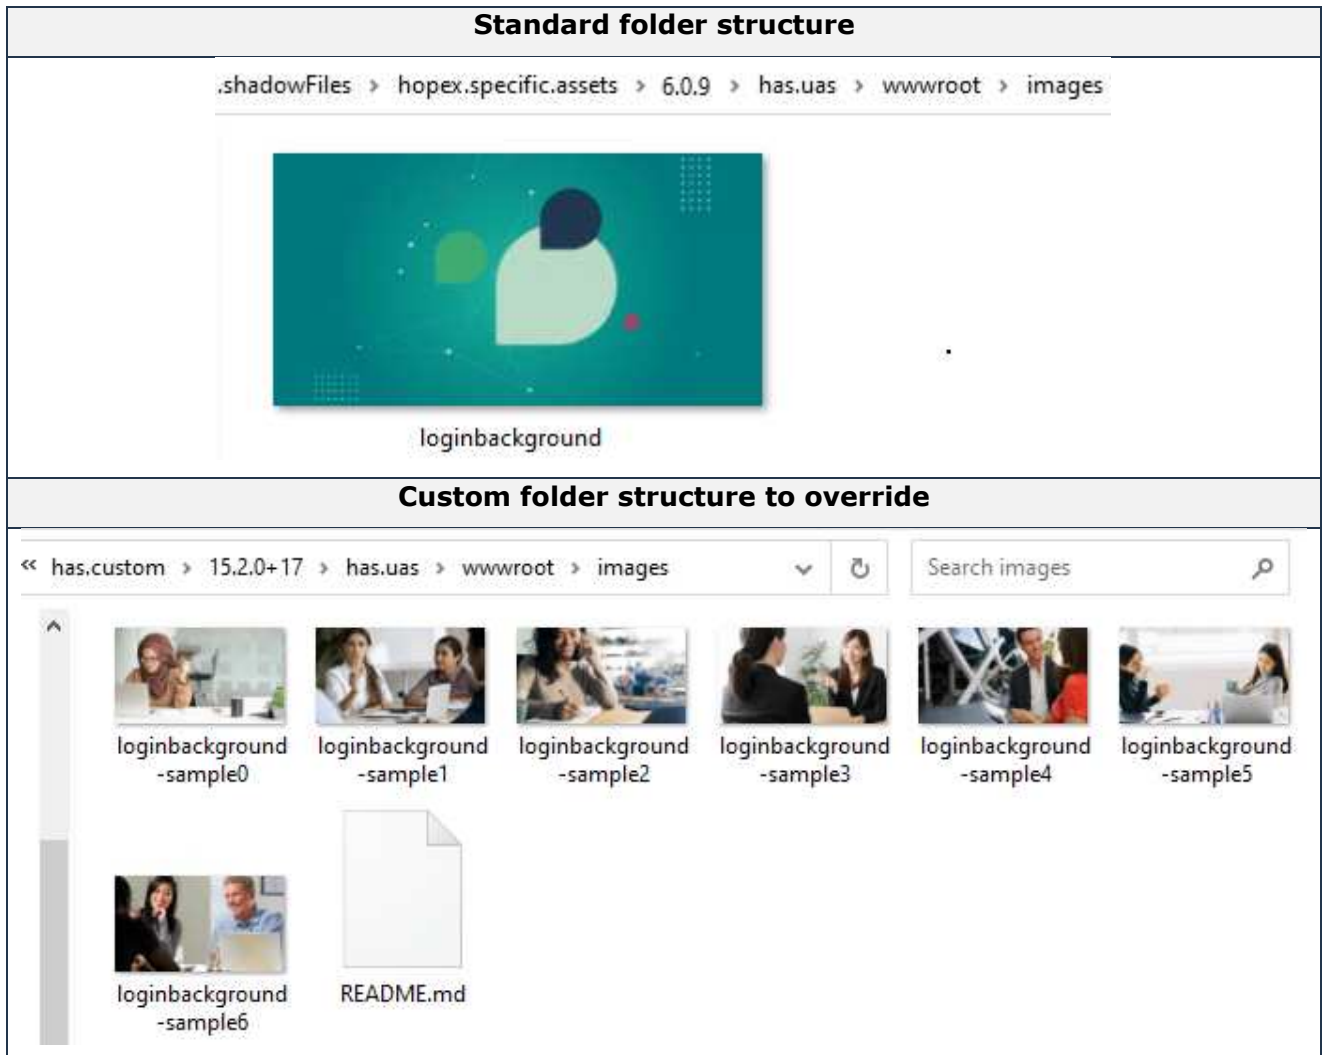 Standard folder structure
.shadowFiles > hopex.specific.assets > 6.0.9 > has.uas > wwwroot > images
loginbackground
Custom folder structure to override
« has.custom > 15.2.0+17 > has.uas > wwwroot > images
Search images
loginbackground
-sample0
loginbackground
-sample1
loginbackground
-sample2
loginbackground
-sample3
loginbackground
-sample4
loginbackground
-sample5
loginbackground
-sample6
README.md